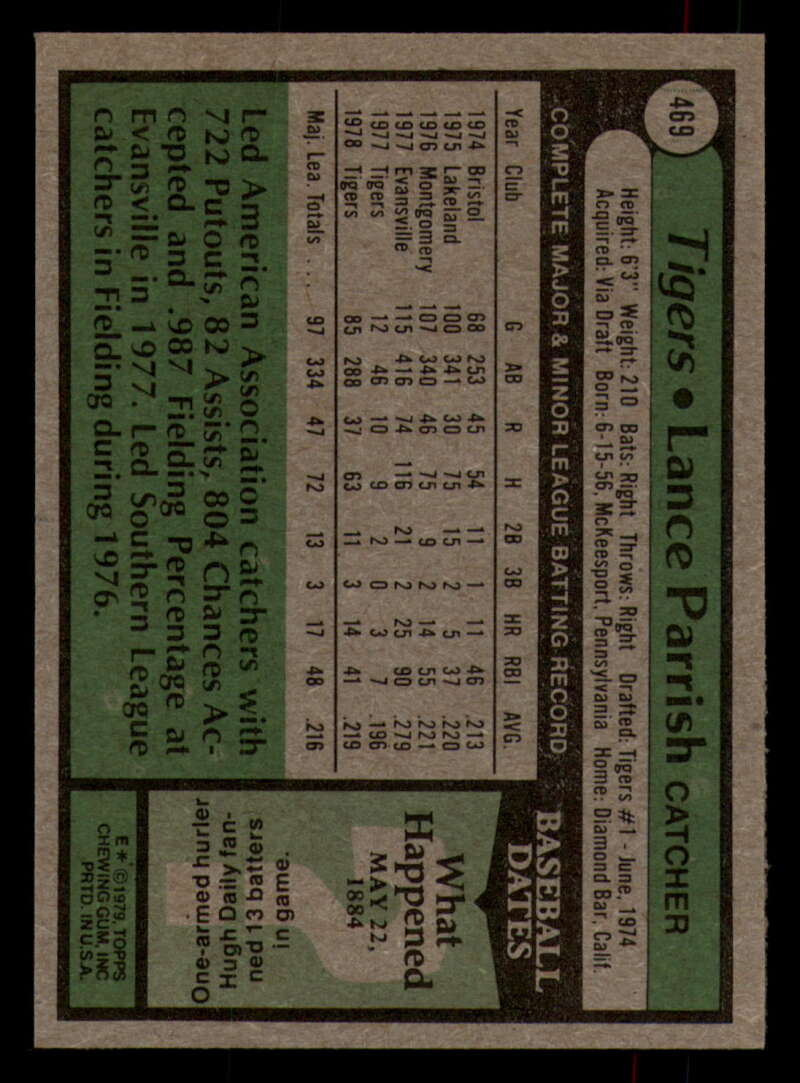 469
Tigers • Lance Parrish CATCHER
Height: 6'3" Weight: 210 Bats: Right Throws: Right Drafted: Tigers #1 - June, 1974
Acquired: Via Draft Born: 6-15-56, McKeesport, Pennsylvania Home: Diamond Bar, Calif.
COMPLETE MAJOR & MINOR LEAGUE BATTING RECORD
Year Club G AB R H 2B 3B HR RBI AVG.
1974 Bristol 68 253 45 54 11 1 11 46 .213
1975 Lakeland 100 341 30 75 15 2 5 37 .220
1976 Montgomery 107 340 46 75 9 2 14 55 .221
1977 Evansville 115 416 74 116 21 2 25 90 .279
1977 Tigers 12 46 10 9 2 0 3 7 .196
1978 Tigers 85 288 37 63 11 3 14 41 .219
Maj. Lea. Totals . . . 97 334 47 72 13 3 17 48 .216
Led American Association catchers with
722 Putouts, 82 Assists, 804 Chances Ac-
cepted and .987 Fielding Percentage at
Evansville in 1977. Led Southern League
catchers in Fielding during 1976.
BASEBALL
DATES
What
Happened
MAY 22,
1884
One-armed hurler
Hugh Daily fan-
ned 13 batters
in game.
E * © 1979, TOPPS
CHEWING GUM, INC
PRTD. IN U.S.A.